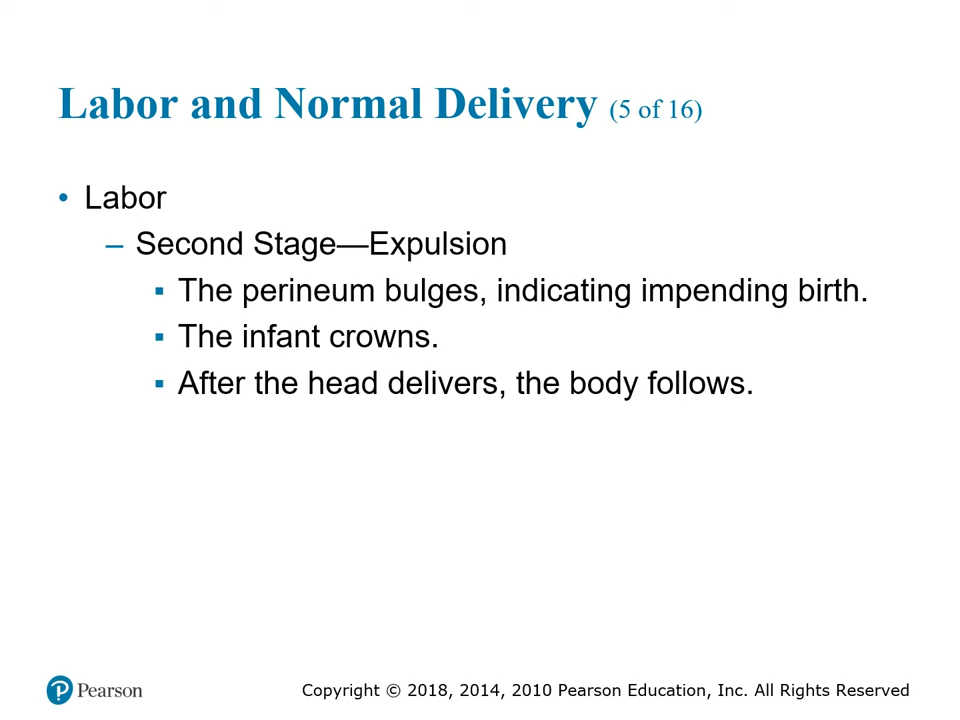 Labor and Normal Delivery (5 of 16)
• Labor
– Second Stage—Expulsion
▪ The perineum bulges, indicating impending birth.
▪ The infant crowns.
▪ After the head delivers, the body follows.
Pearson
Copyright © 2018, 2014, 2010 Pearson Education, Inc. All Rights Reserved